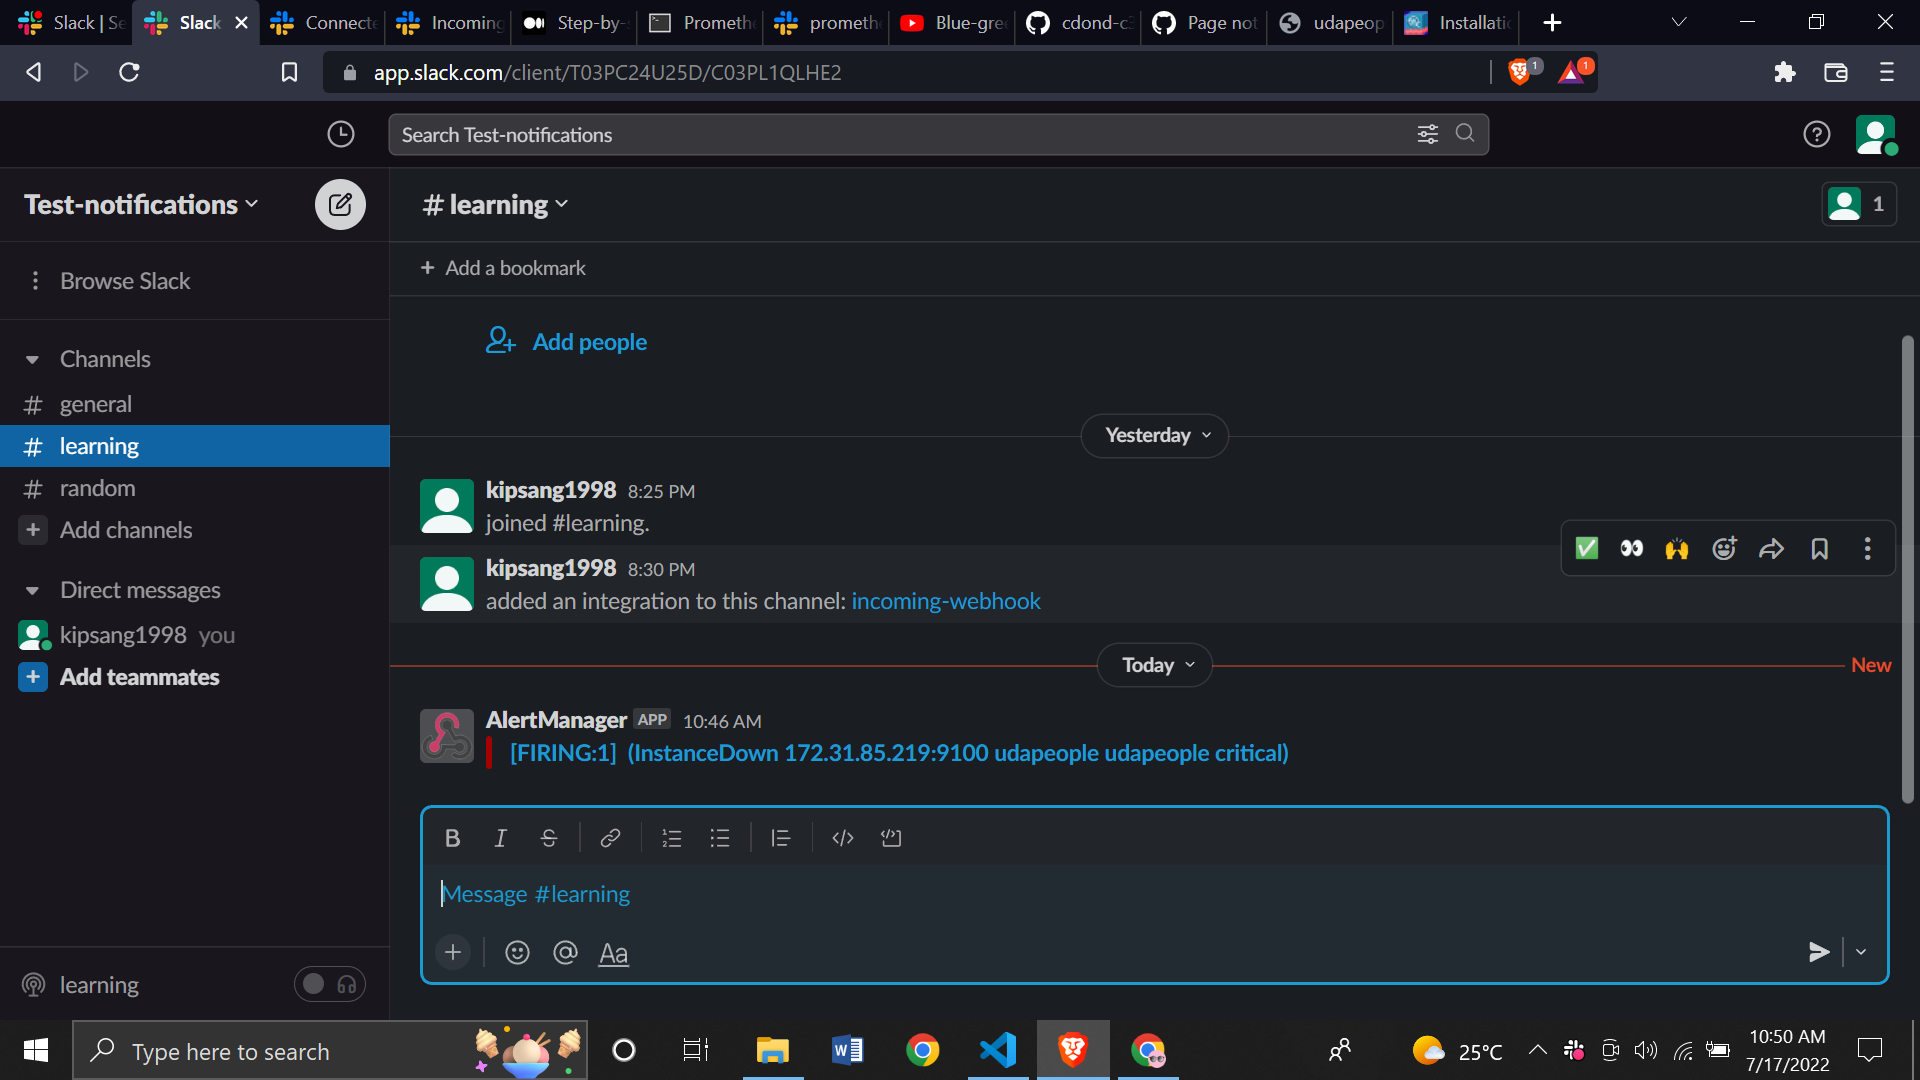 Slack | Se
Slack
Connecte
Incoming
Step-by-
Prometh
prometh
Blue-gre
cdond-c3
Page not
udapeop
Installatio
app.slack.com/client/T03PC24U25D/C03PL1QLHE2
1
1
Search Test-notifications
Test-notifications
# learning
1
+ Add a bookmark
Browse Slack
Add people
Channels
# general
# learning
# random
+ Add channels
Direct messages
kipsang1998 you
+ Add teammates
Yesterday
kipsang1998 8:25 PM
joined #learning.
kipsang1998 8:30 PM
added an integration to this channel: incoming-webhook
Today
New
AlertManager APP 10:46 AM
[FIRING:1] (InstanceDown 172.31.85.219:9100 udapeople udapeople critical)
B I S
Message #learning
+ @ Aa
learning
Type here to search
25°C
10:50 AM
7/17/2022